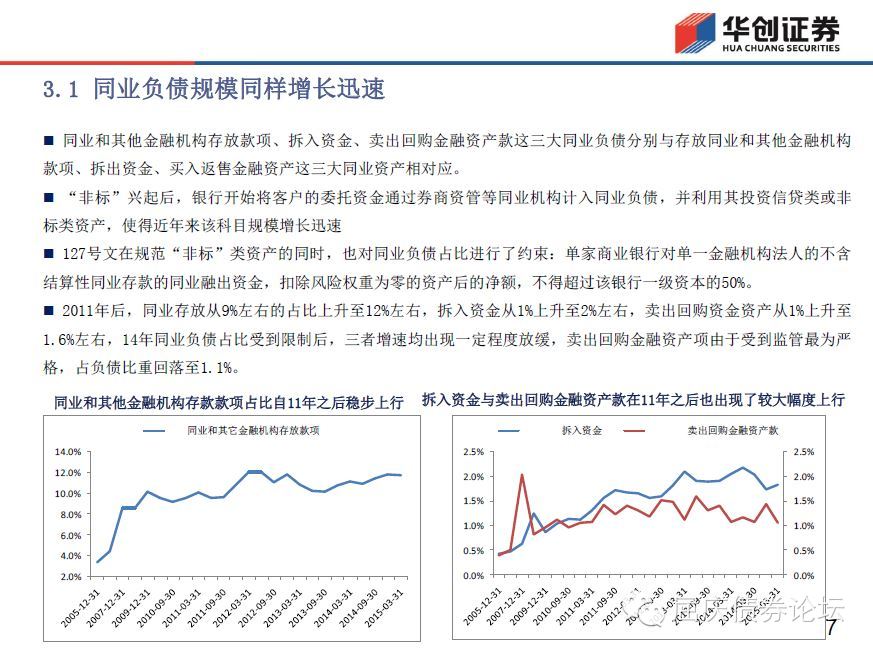 华创证券
HUA CHUANG SECURITIES
3.1 同业负债规模同样增长迅速
■ 同业和其他金融机构存放款项、拆入资金、卖出回购金融资产款这三大同业负债分别与存放同业和其他金融机构
款项、拆出资金、买入返售金融资产这三大同业资产相对应。
■ “非标”兴起后，银行开始将客户的委托资金通过券商资管等同业机构计入同业负债，并利用其投资信贷类或非
标类资产，使得近年来该科目规模增长迅速
■ 127号文在规范“非标”类资产的同时，也对同业负债占比进行了约束：单家商业银行对单一金融机构法人的不含
结算性同业存款的同业融出资金，扣除风险权重为零的资产后的净额，不得超过该银行一级资本的50%。
■ 2011年后，同业存放从9%左右的占比上升至12%左右，拆入资金从1%上升至2%左右，卖出回购资金资产从1%上升至
1.6%左右，14年同业负债占比受到限制后，三者增速均出现一定程度放缓，卖出回购金融资产项由于受到监管最为严
格，占负债比重回落至1.1%。
同业和其他金融机构存款款项占比自11年之后稳步上行
同业和其它金融机构存放款项
14.0%
12.0%
10.0%
8.0%
6.0%
4.0%
2.0%
2005-12-31
2007-12-31
2009-12-31
2010-09-30
2011-03-31
2011-09-30
2012-03-31
2012-09-30
2013-03-31
2013-09-30
2014-03-31
2014-09-30
2015-03-31
拆入资金与卖出回购金融资产款在11年之后也出现了较大幅度上行
拆入资金
卖出回购金融资产款
2.5%
2.0%
1.5%
1.0%
0.5%
0.0%
2.5%
2.0%
1.5%
1.0%
0.5%
0.0%
2005-12-31
2007-12-31
2009-12-31
2010-09-30
2011-03-31
2011-09-30
债券论坛
7